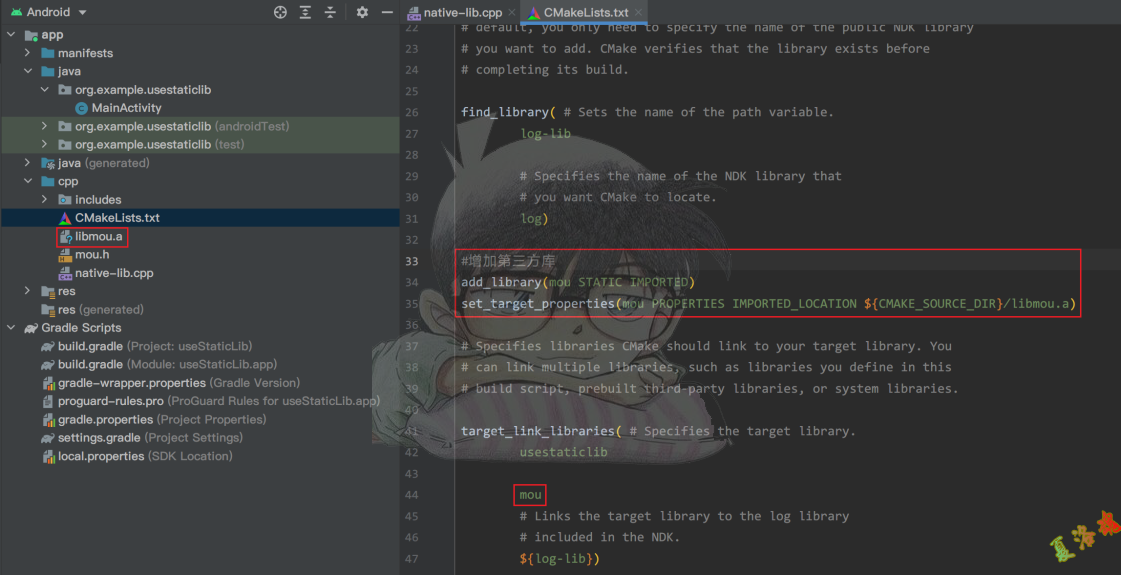 Android
app
manifests
java
org.example.usestaticlib
MainActivity
org.example.usestaticlib (androidTest)
org.example.usestaticlib (test)
java (generated)
cpp
includes
CMakeLists.txt
libmou.a
mou.h
native-lib.cpp
res
res (generated)
Gradle Scripts
build.gradle (Project: useStaticLib)
build.gradle (Module: useStaticLib.app)
gradle-wrapper.properties (Gradle Version)
proguard-rules.pro (ProGuard Rules for useStaticLib.app)
gradle.properties (Project Properties)
settings.gradle (Project Settings)
local.properties (SDK Location)
native-lib.cpp CMakeLists.txt
22 # default, you only need to specify the name of the public NDK library
23 # you want to add. CMake verifies that the library exists before
24 # completing its build.
25
26 find_library( # Sets the name of the path variable.
27 log-lib
28
29 # Specifies the name of the NDK library that
30 # you want CMake to locate.
31 log)
32
33 #增加第三方库
34 add_library(mou STATIC IMPORTED)
35 set_target_properties(mou PROPERTIES IMPORTED_LOCATION ${CMAKE_SOURCE_DIR}/libmou.a)
36
37 # Specifies libraries CMake should link to your target library. You
38 # can link multiple libraries, such as libraries you define in this
39 # build script, prebuilt third-party libraries, or system libraries.
40
41 target_link_libraries( # Specifies the target library.
42 usestaticlib
43
44 mou
45 # Links the target library to the log library
46 # included in the NDK.
47 ${log-lib})